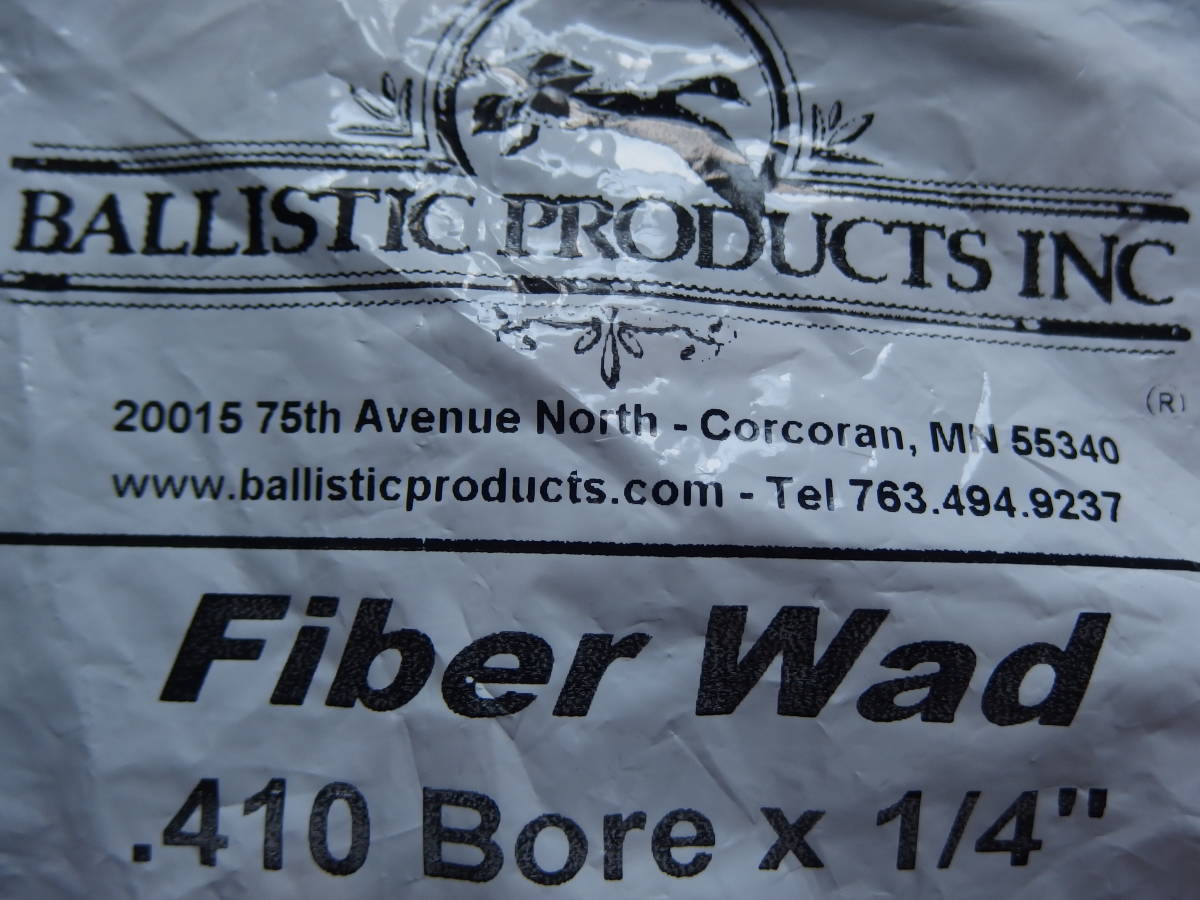 BALLISTIC PRODUCTS INC
(R)
20015 75th Avenue North - Corcoran, MN 55340
www.ballisticproducts.com - Tel 763.494.9237
Fiber Wad
.410 Bore x 1/4"